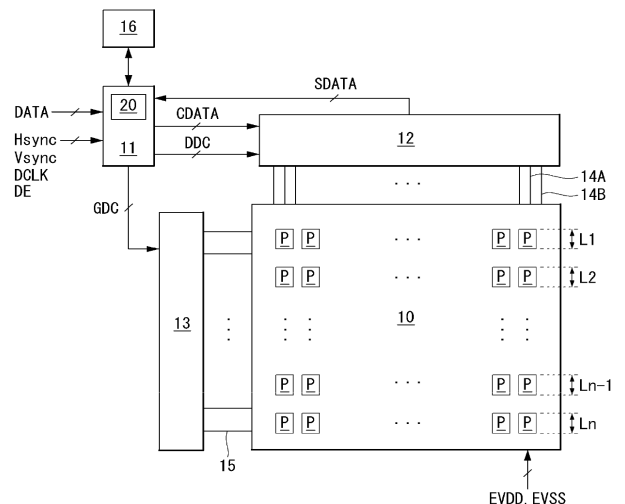 16
SDATA
DATA
20
CDATA
12
Hsync
11
DDC
Vsync
DCLK
DE
14A
14B
GDC
. . .
P P . . . P P L1
P P . . . P P L2
13
10
P P . . . P P Ln-1
P P . . . P P Ln
15
EVDD, EVSS